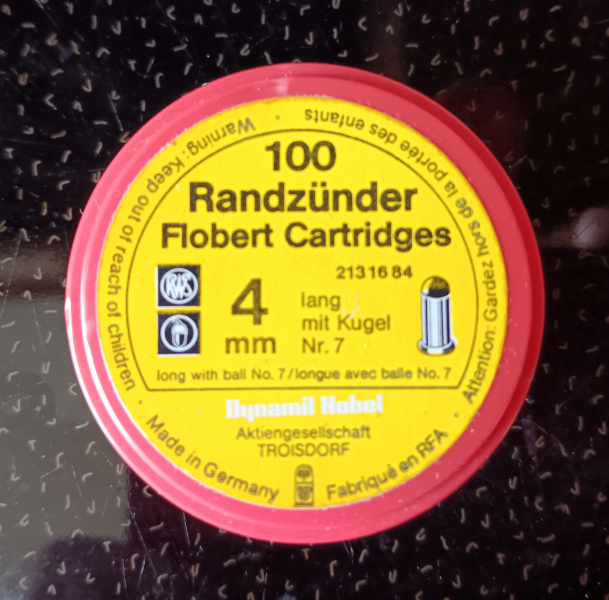 Warning: Keep out of reach of children
Attention: Gardez hors de la portée des enfants
100
Randzünder
Flobert Cartridges
RWS
213 16 84
4
mm
lang
mit Kugel
Nr. 7
long with ball No. 7/longue avec balle No. 7
Dynamit Nobel
Aktiengesellschaft
TROISDORF
Made in Germany
Fabriqué en RFA